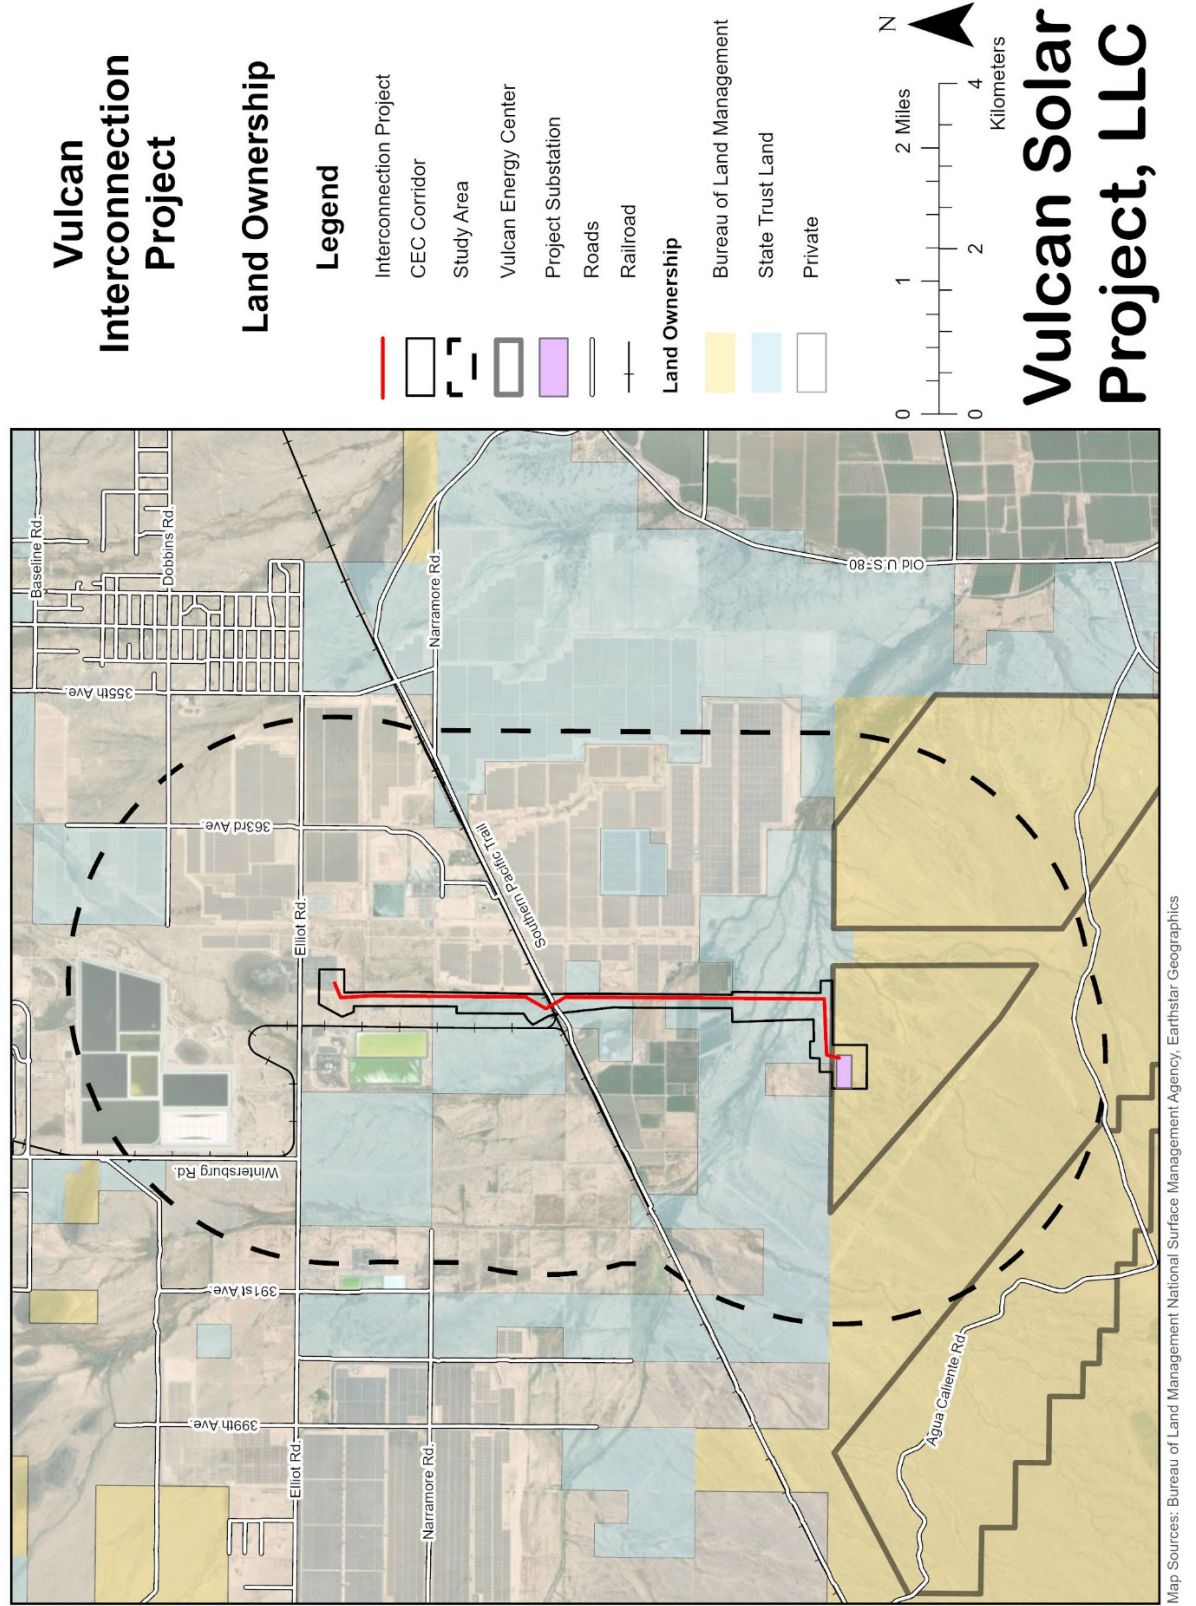 Vulcan
Interconnection
Project
Land Ownership
Legend
Interconnection Project
CEC Corridor
Study Area
Vulcan Energy Center
Project Substation
Roads
Railroad
Land Ownership
Bureau of Land Management
State Trust Land
Private
0 1 2 Miles
0 2 4
Kilometers
N
Vulcan Solar
Project, LLC
Baseline Rd.
Dobbins Rd.
355th Ave.
363rd Ave.
Elliot Rd.
Narramore Rd.
Old U.S. 80
Southern Pacific Trail
Wintersburg Rd.
391st Ave.
399th Ave.
Elliot Rd.
Narramore Rd.
Agua Caliente Rd
Map Sources: Bureau of Land Management National Surface Management Agency, Earthstar Geographics